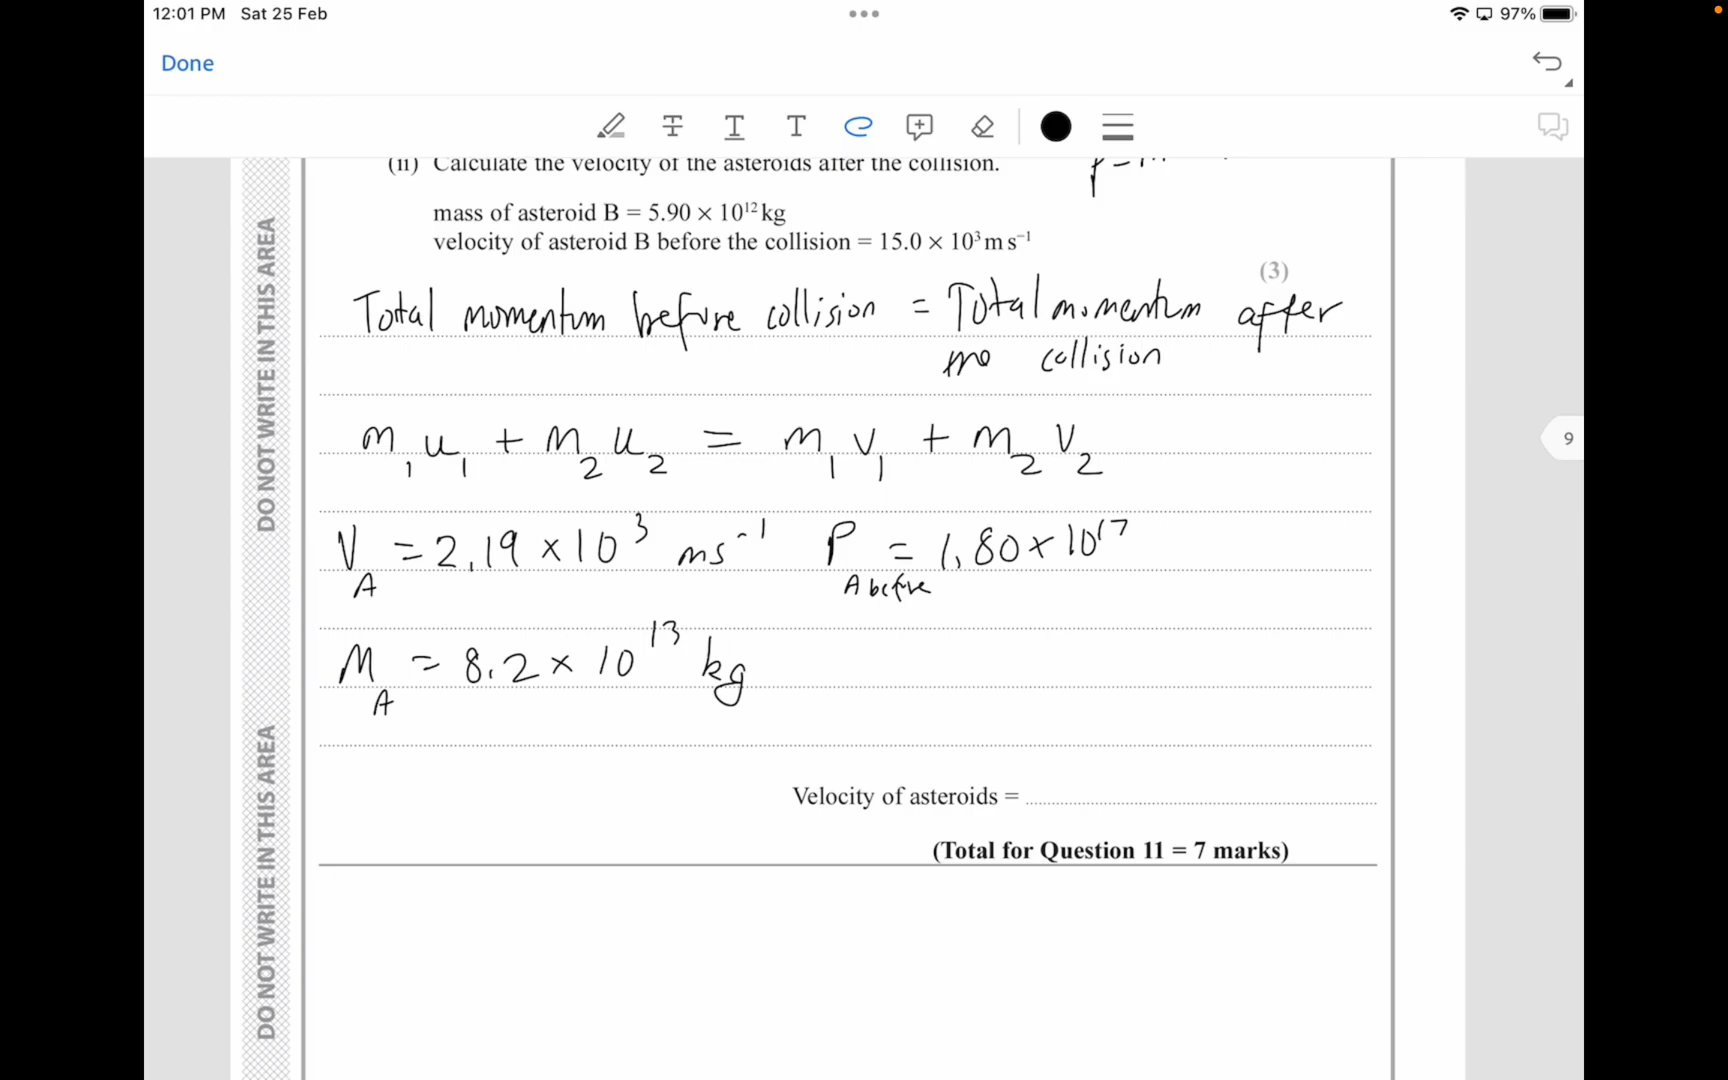 12:01 PM Sat 25 Feb
97%
Done
(ii) Calculate the velocity of the asteroids after the collision.
mass of asteroid B = 5.90 × 10¹² kg
velocity of asteroid B before the collision = 15.0 × 10³ m s⁻¹
(3)
Total momentum before collision = Total momentum after
collision
m₁u₁ + m₂u₂ = m₁v₁ + m₂v₂
V_A = 2.19 × 10³ ms⁻¹ P_A before = 1.80 × 10¹⁷
M_A = 8.2 × 10¹³ kg
Velocity of asteroids =
(Total for Question 11 = 7 marks)
9
DO NOT WRITE IN THIS AREA
DO NOT WRITE IN THIS AREA